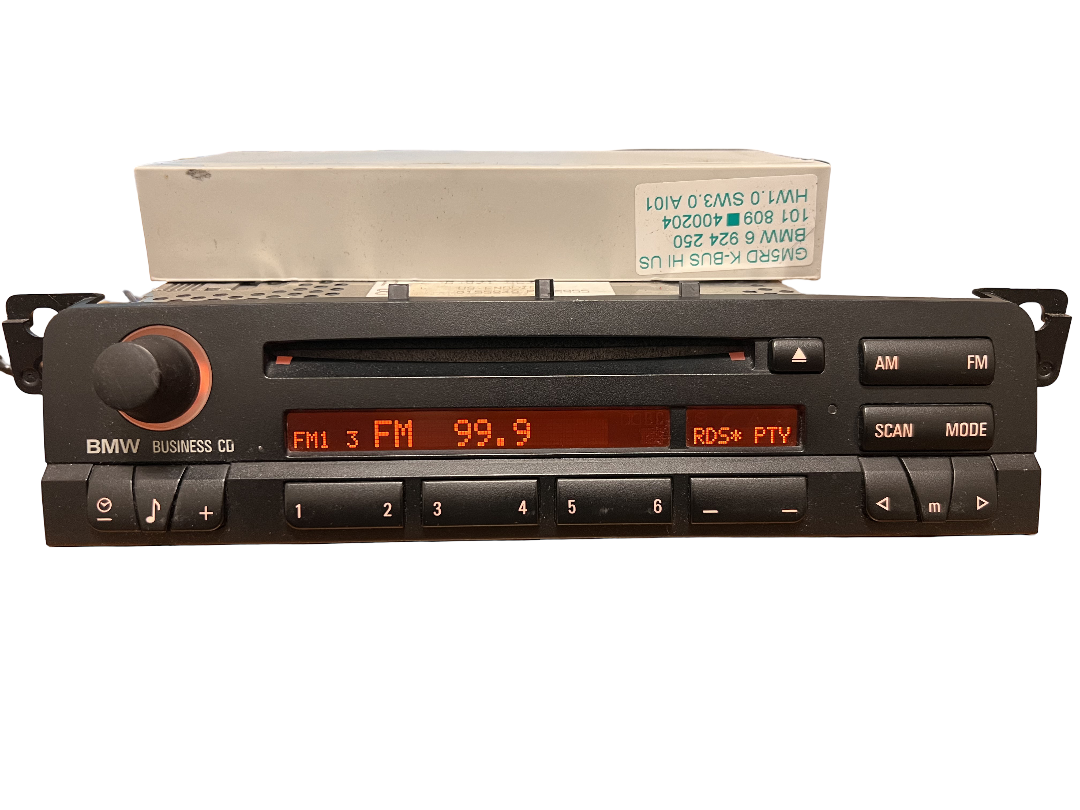 GM5RD K-BUS HI US
BMW 6 924 250
101 809 ■ 400204
HW1.0 SW3.0 AI01
AM FM
FM1 3 FM 99.9 RDS* PTY
SCAN MODE
BMW BUSINESS CD
+ 1 2 3 4 5 6 — — m